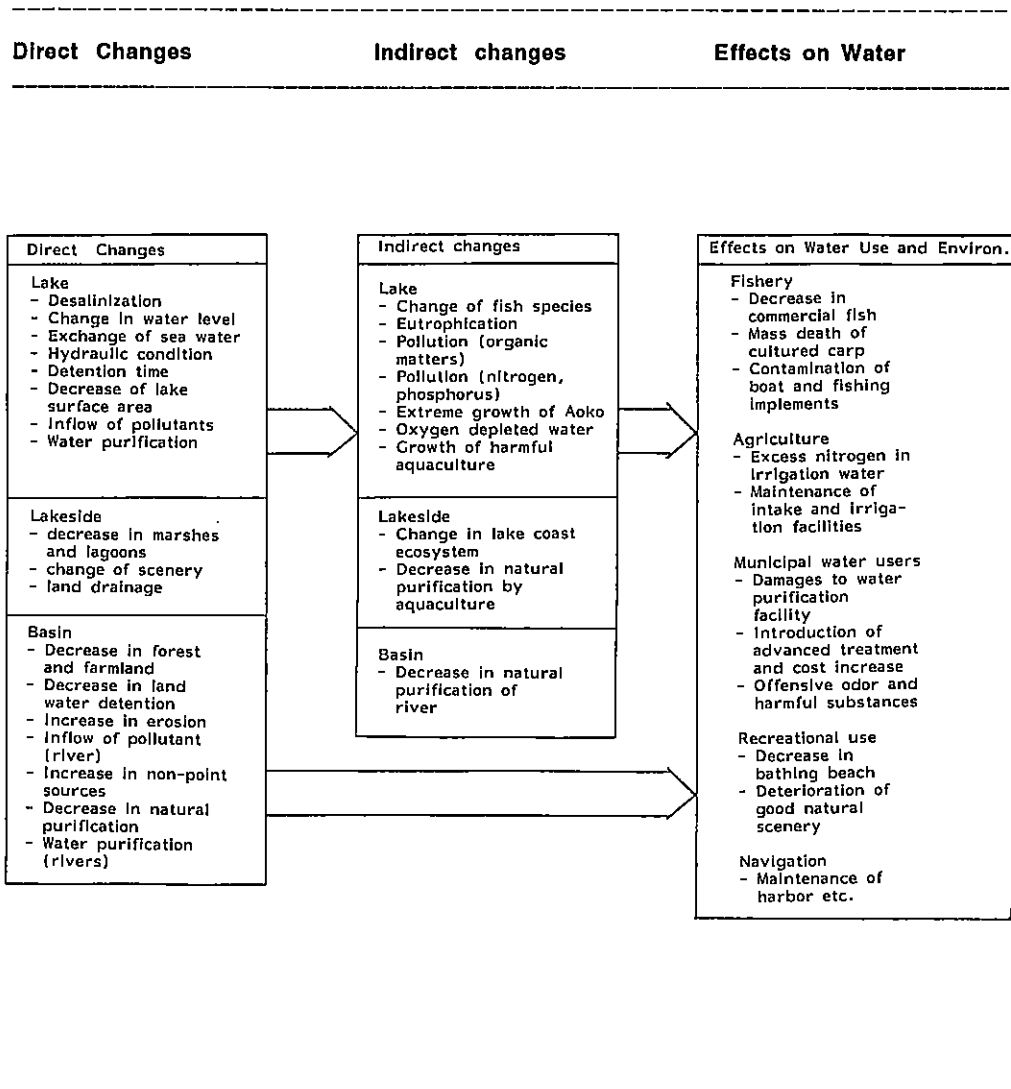 Direct Changes
Indirect changes
Effects on Water
Direct Changes
Lake
- Desalinization
- Change in water level
- Exchange of sea water
- Hydraulic condition
- Detention time
- Decrease of lake
surface area
- Inflow of pollutants
- Water purification
Lakeside
- decrease in marshes
and lagoons
- change of scenery
- land drainage
Basin
- Decrease in forest
and farmland
- Decrease in land
water detention
- Increase in erosion
- Inflow of pollutant
(river)
- Increase in non-point
sources
- Decrease in natural
purification
- Water purification
(rivers)
Indirect changes
Lake
- Change of fish species
- Eutrophication
- Pollution (organic
matters)
- Pollution (nitrogen,
phosphorus)
- Extreme growth of Aoko
- Oxygen depleted water
- Growth of harmful
aquaculture
Lakeside
- Change in lake coast
ecosystem
- Decrease in natural
purification by
aquaculture
Basin
- Decrease in natural
purification of
river
Effects on Water Use and Environ.
Fishery
- Decrease in
commercial fish
- Mass death of
cultured carp
- Contamination of
boat and fishing
implements
Agriculture
- Excess nitrogen in
irrigation water
- Maintenance of
intake and irriga-
tion facilities
Municipal water users
- Damages to water
purification
facility
- Introduction of
advanced treatment
and cost increase
- Offensive odor and
harmful substances
Recreational use
- Decrease in
bathing beach
- Deterioration of
good natural
scenery
Navigation
- Maintenance of
harbor etc.